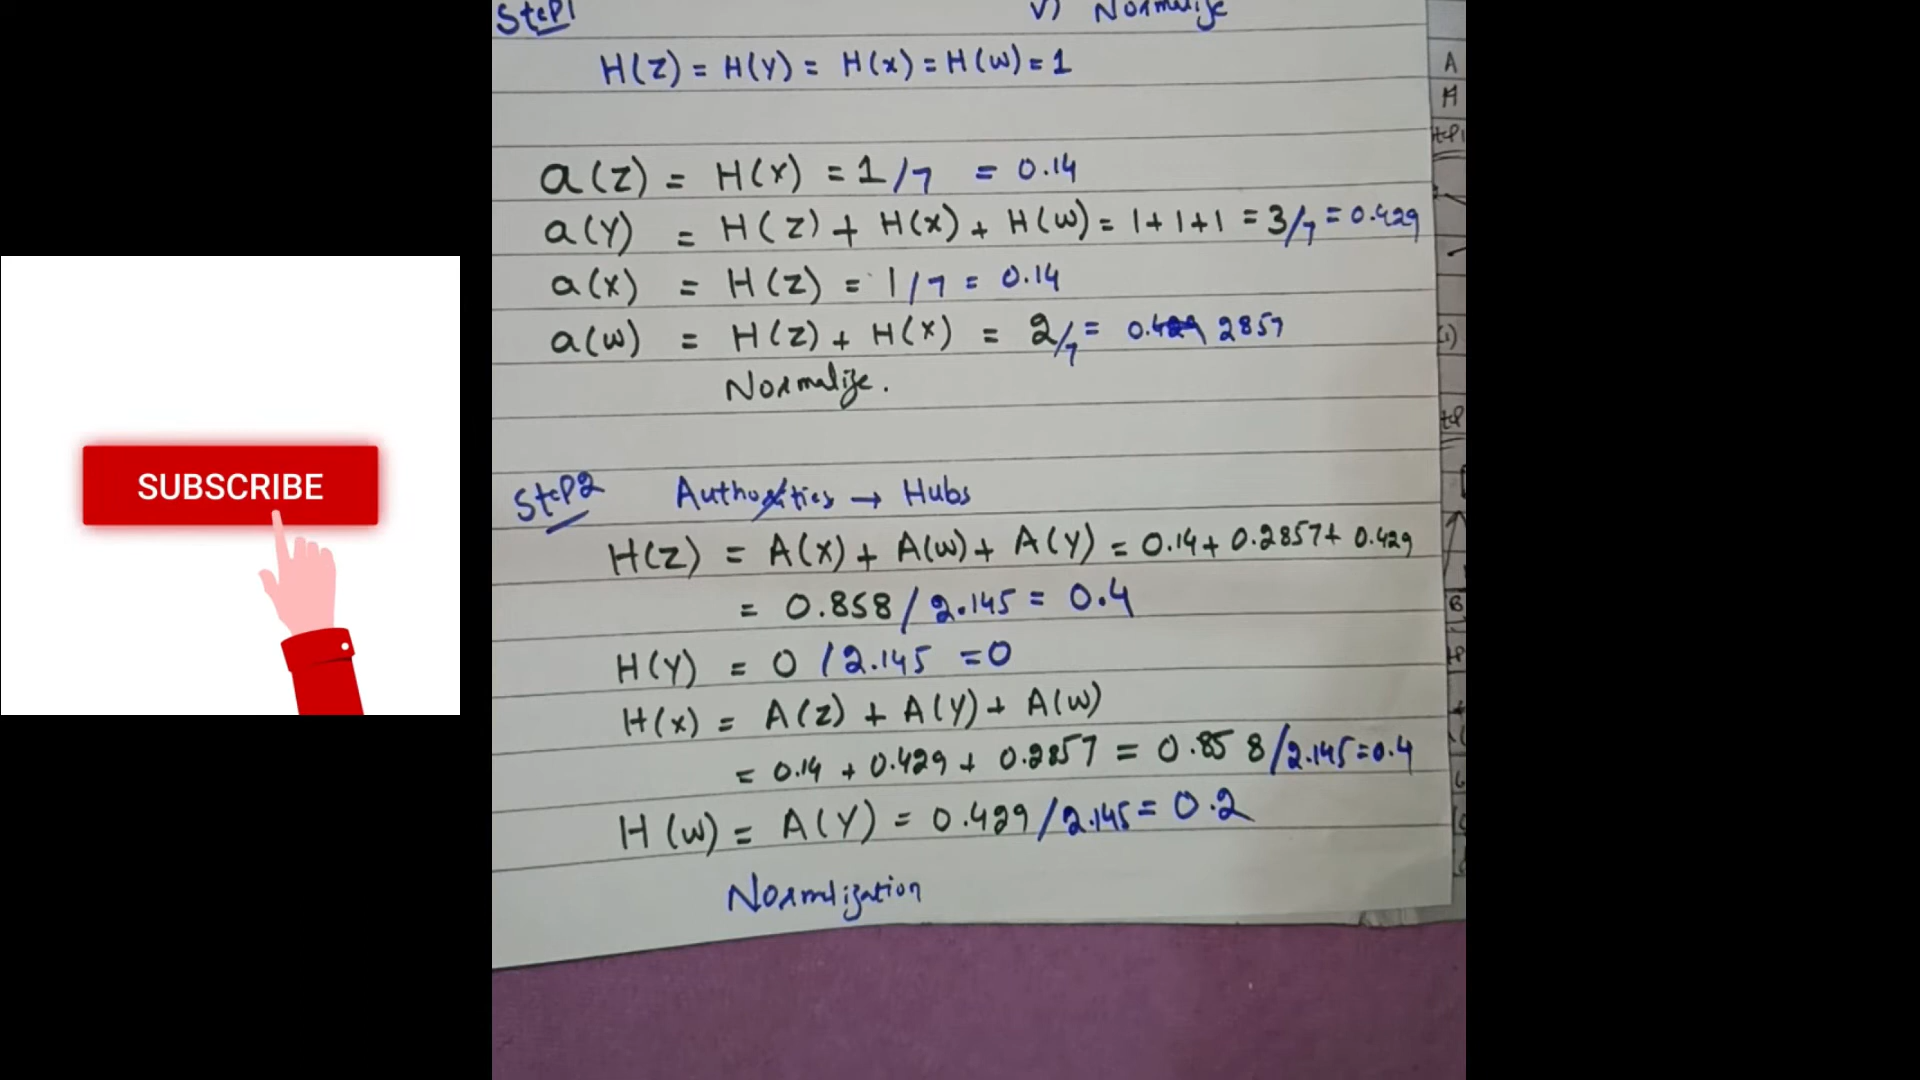 SUBSCRIBE
Step1 v) Normalize
H(z) = H(y) = H(x) = H(w) = 1
a(z) = H(x) = 1/7 = 0.14
a(y) = H(z) + H(x) + H(w) = 1+1+1 = 3/7 = 0.429
a(x) = H(z) = 1/7 = 0.14
a(w) = H(z) + H(x) = 2/7 = 0.2857
Normalize.
Step2 Authorities → Hubs
H(z) = A(x) + A(w) + A(y) = 0.14 + 0.2857 + 0.429
= 0.858 / 2.145 = 0.4
H(y) = 0 / 2.145 = 0
H(x) = A(z) + A(y) + A(w)
= 0.14 + 0.429 + 0.2857 = 0.858/2.145 = 0.4
H(w) = A(y) = 0.429/2.145 = 0.2
Normalization